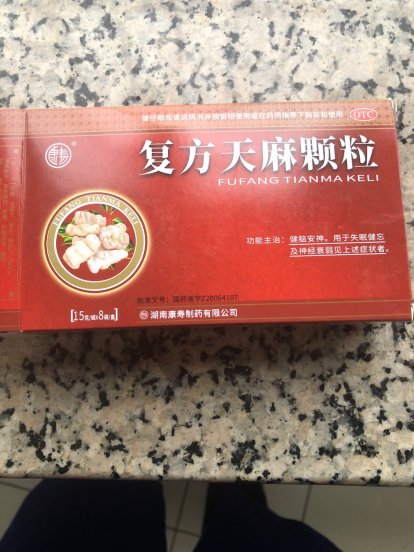 请仔细阅读说明书并按说明使用或在药师指导下购买和使用
OTC
康寿
复方天麻颗粒
FUFANG TIANMA KELI
FUFANG TIANMA KELI
功能主治：健脑安神。用于失眠健忘
及神经衰弱见上述症状者。
批准文号：国药准字Z20064107
[15克/袋×8袋/盒]
湖南康寿制药有限公司